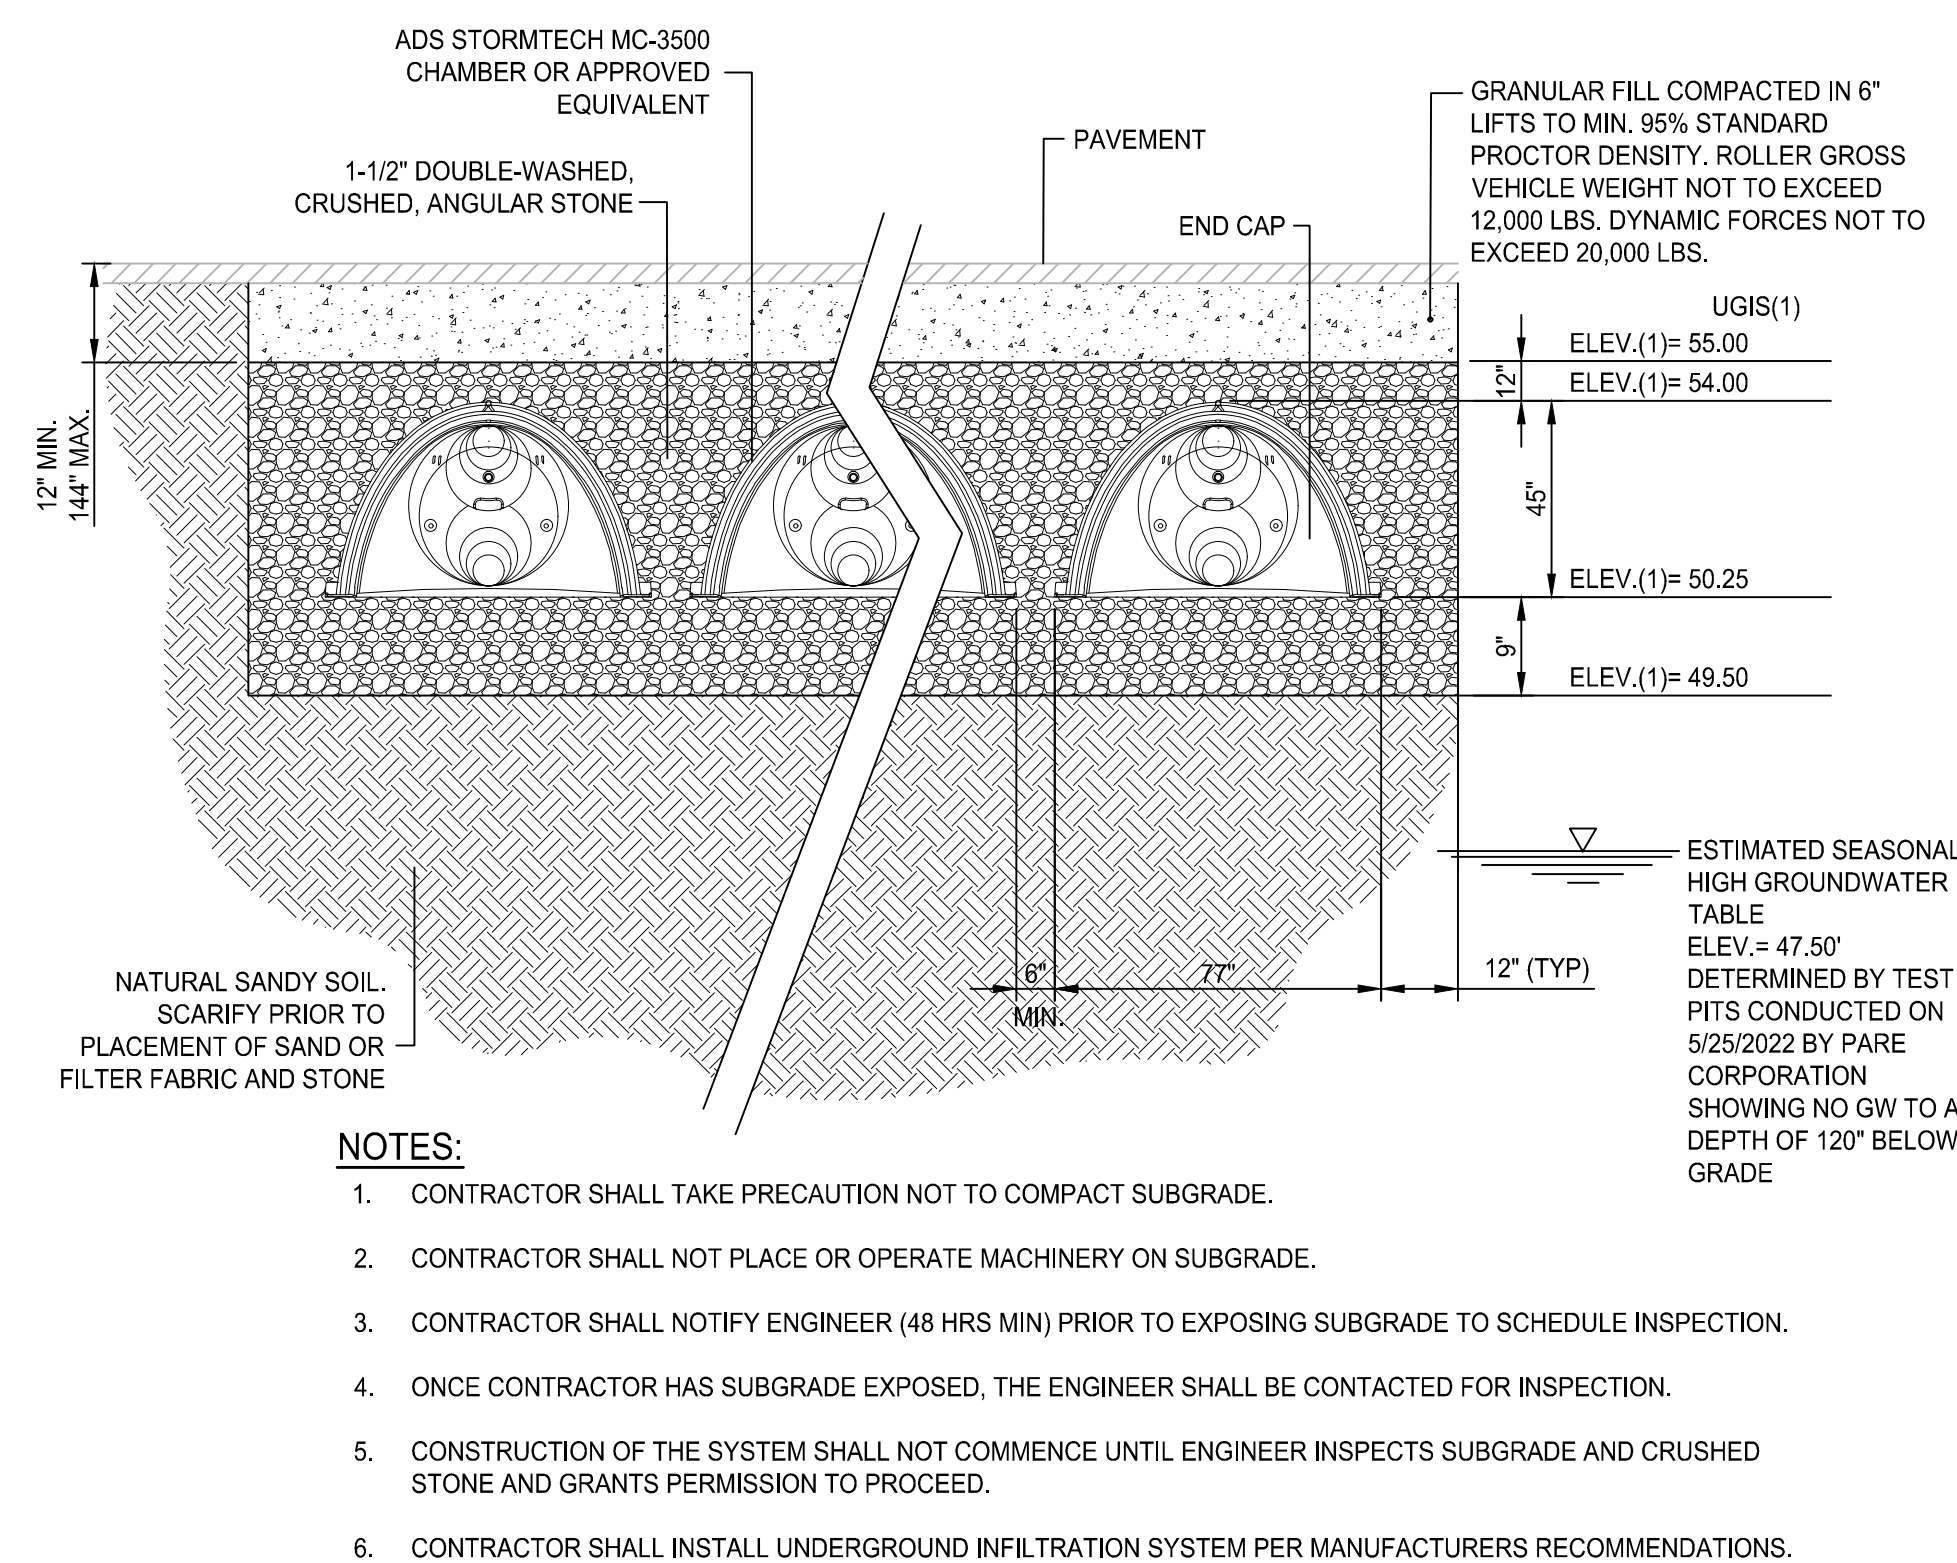 ADS STORMTECH MC-3500
CHAMBER OR APPROVED
EQUIVALENT
1-1/2" DOUBLE-WASHED,
CRUSHED, ANGULAR STONE
PAVEMENT
END CAP
GRANULAR FILL COMPACTED IN 6"
LIFTS TO MIN. 95% STANDARD
PROCTOR DENSITY. ROLLER GROSS
VEHICLE WEIGHT NOT TO EXCEED
12,000 LBS. DYNAMIC FORCES NOT TO
EXCEED 20,000 LBS.
UGIS(1)
ELEV.(1)= 55.00
12"
ELEV.(1)= 54.00
45"
ELEV.(1)= 50.25
9"
ELEV.(1)= 49.50
12" MIN.
144" MAX.
ESTIMATED SEASONAL
HIGH GROUNDWATER
TABLE
ELEV.= 47.50'
DETERMINED BY TEST
PITS CONDUCTED ON
5/25/2022 BY PARE
CORPORATION
SHOWING NO GW TO A
DEPTH OF 120" BELOW
GRADE
6"
MIN.
77"
12" (TYP)
NATURAL SANDY SOIL.
SCARIFY PRIOR TO
PLACEMENT OF SAND OR
FILTER FABRIC AND STONE
NOTES:
1. CONTRACTOR SHALL TAKE PRECAUTION NOT TO COMPACT SUBGRADE.
2. CONTRACTOR SHALL NOT PLACE OR OPERATE MACHINERY ON SUBGRADE.
3. CONTRACTOR SHALL NOTIFY ENGINEER (48 HRS MIN) PRIOR TO EXPOSING SUBGRADE TO SCHEDULE INSPECTION.
4. ONCE CONTRACTOR HAS SUBGRADE EXPOSED, THE ENGINEER SHALL BE CONTACTED FOR INSPECTION.
5. CONSTRUCTION OF THE SYSTEM SHALL NOT COMMENCE UNTIL ENGINEER INSPECTS SUBGRADE AND CRUSHED
STONE AND GRANTS PERMISSION TO PROCEED.
6. CONTRACTOR SHALL INSTALL UNDERGROUND INFILTRATION SYSTEM PER MANUFACTURERS RECOMMENDATIONS.